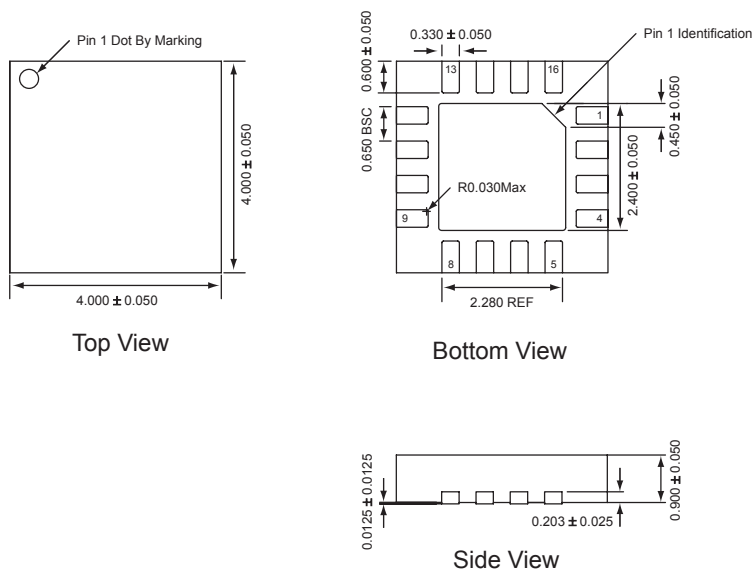 Pin 1 Dot By Marking
4.000 ± 0.050
4.000 ± 0.050
Top View
0.330 ± 0.050
0.600 ± 0.050
Pin 1 Identification
13
16
1
0.450 ± 0.050
0.650 BSC
2.400 ± 0.050
R0.030Max
9
4
8
5
2.280 REF
Bottom View
0.0125 ± 0.0125
0.203 ± 0.025
0.900 ± 0.050
Side View